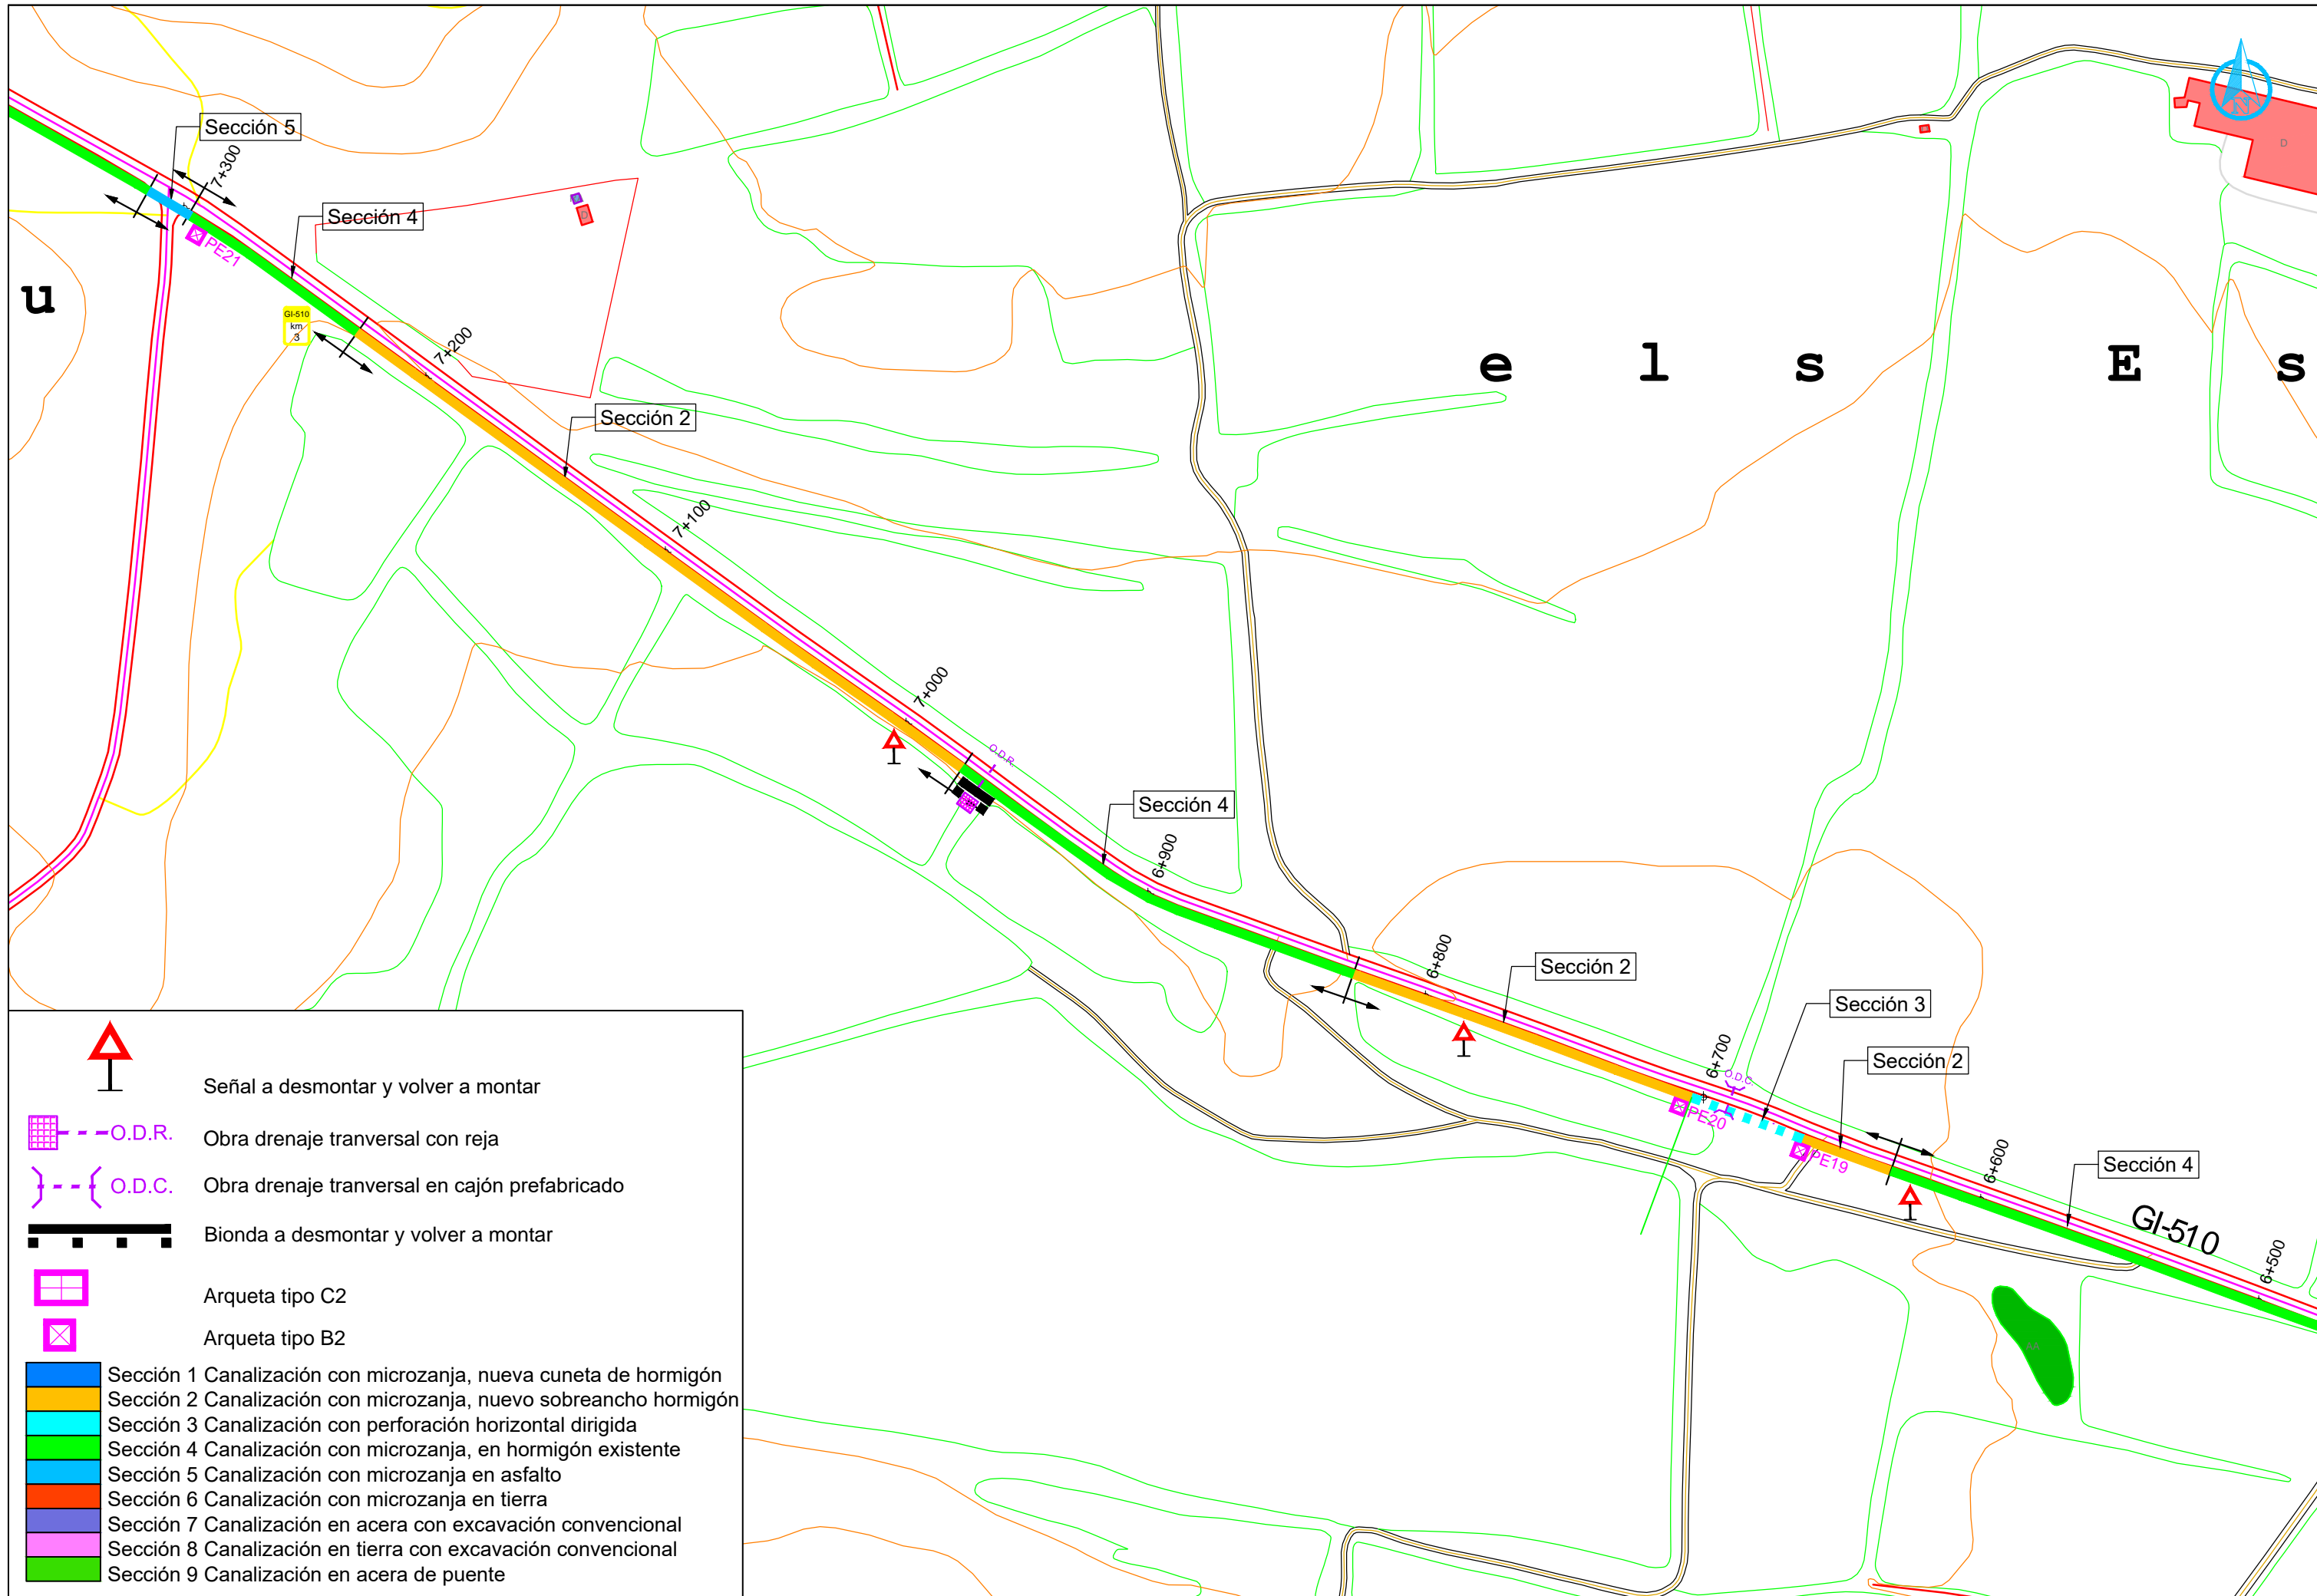 Sección 5
7+300
Sección 4
PE21
u
GI-510
km
3
7+200
N
D
D
e l s E s
Sección 2
7+100
7+000
O.D.R.
Sección 4
6+900
6+800
Sección 2
Sección 3
6+700
O.D.C.
Sección 2
PE20
PE19
6+600
Sección 4
GI-510
6+500
Señal a desmontar y volver a montar
O.D.R. Obra drenaje tranversal con reja
O.D.C. Obra drenaje tranversal en cajón prefabricado
Bionda a desmontar y volver a montar
Arqueta tipo C2
Arqueta tipo B2
Sección 1 Canalización con microzanja, nueva cuneta de hormigón
Sección 2 Canalización con microzanja, nuevo sobreancho hormigón
Sección 3 Canalización con perforación horizontal dirigida
Sección 4 Canalización con microzanja, en hormigón existente
Sección 5 Canalización con microzanja en asfalto
Sección 6 Canalización con microzanja en tierra
Sección 7 Canalización en acera con excavación convencional
Sección 8 Canalización en tierra con excavación convencional
Sección 9 Canalización en acera de puente